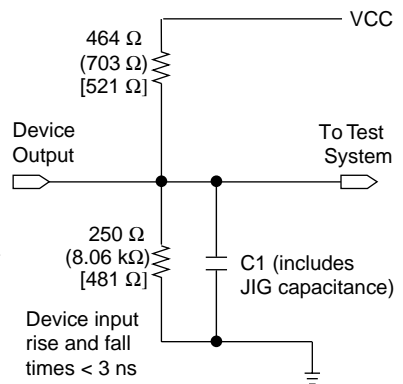 VCC
464 Ω
(703 Ω)
[521 Ω]
Device
Output
To Test
System
250 Ω
(8.06 kΩ)
[481 Ω]
C1 (includes
JIG capacitance)
Device input
rise and fall
times < 3 ns